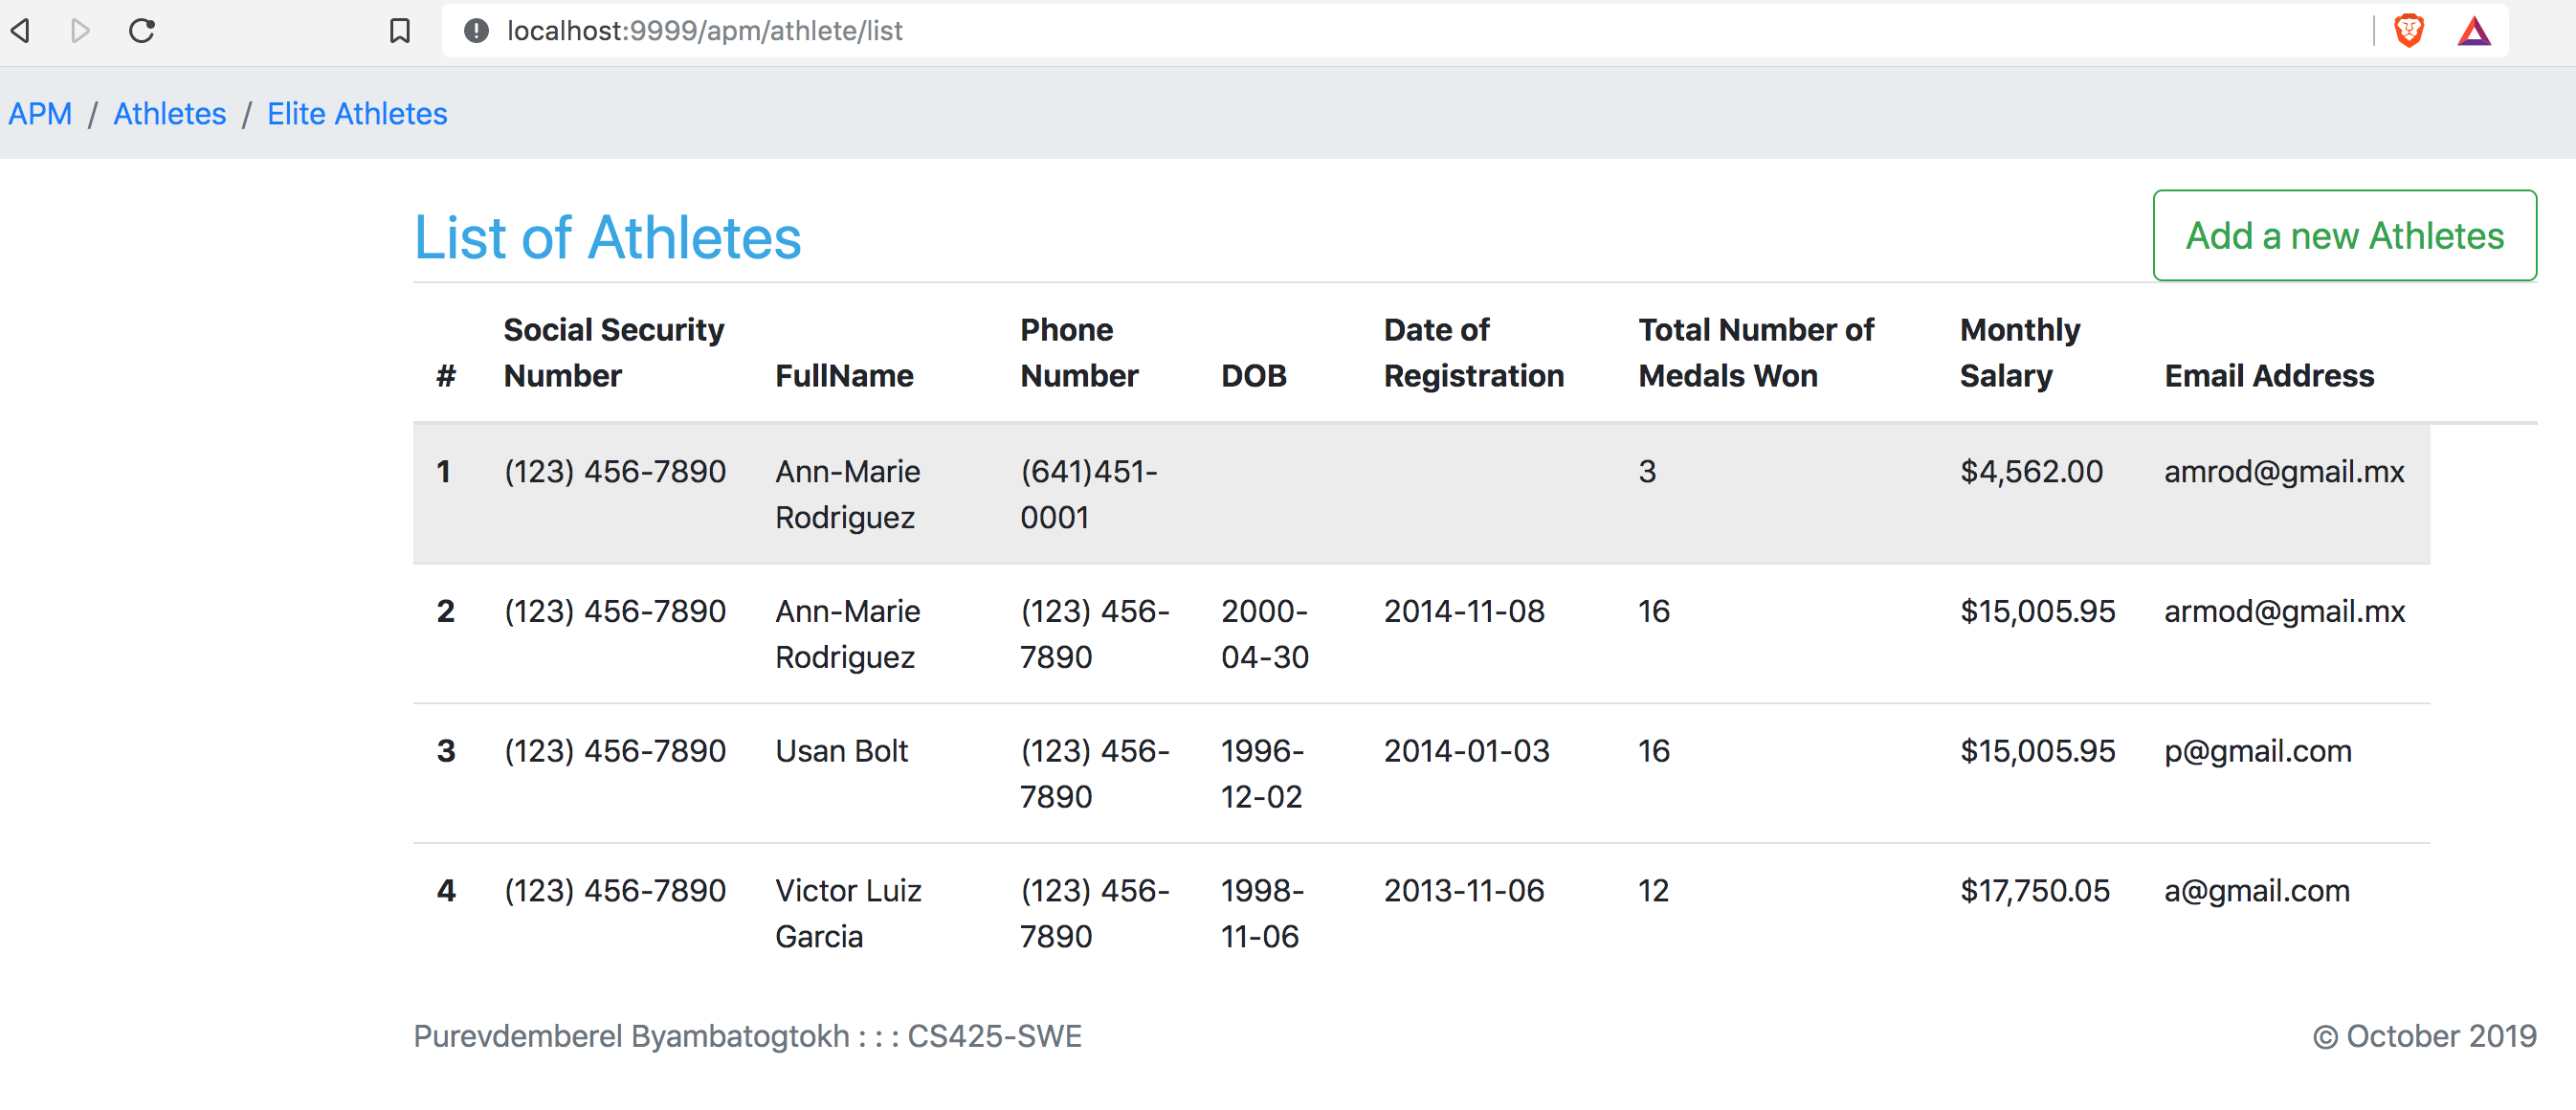 localhost:9999/apm/athlete/list
APM / Athletes / Elite Athletes
List of Athletes
Add a new Athletes
# Social Security Number FullName Phone Number DOB Date of Registration Total Number of Medals Won Monthly Salary Email Address
1 (123) 456-7890 Ann-Marie Rodriguez (641)451-0001 3 $4,562.00 amrod@gmail.mx
2 (123) 456-7890 Ann-Marie Rodriguez (123) 456-7890 2000-04-30 2014-11-08 16 $15,005.95 armod@gmail.mx
3 (123) 456-7890 Usan Bolt (123) 456-7890 1996-12-02 2014-01-03 16 $15,005.95 p@gmail.com
4 (123) 456-7890 Victor Luiz Garcia (123) 456-7890 1998-11-06 2013-11-06 12 $17,750.05 a@gmail.com
Purevdemberel Byambatogtokh : : : CS425-SWE
© October 2019